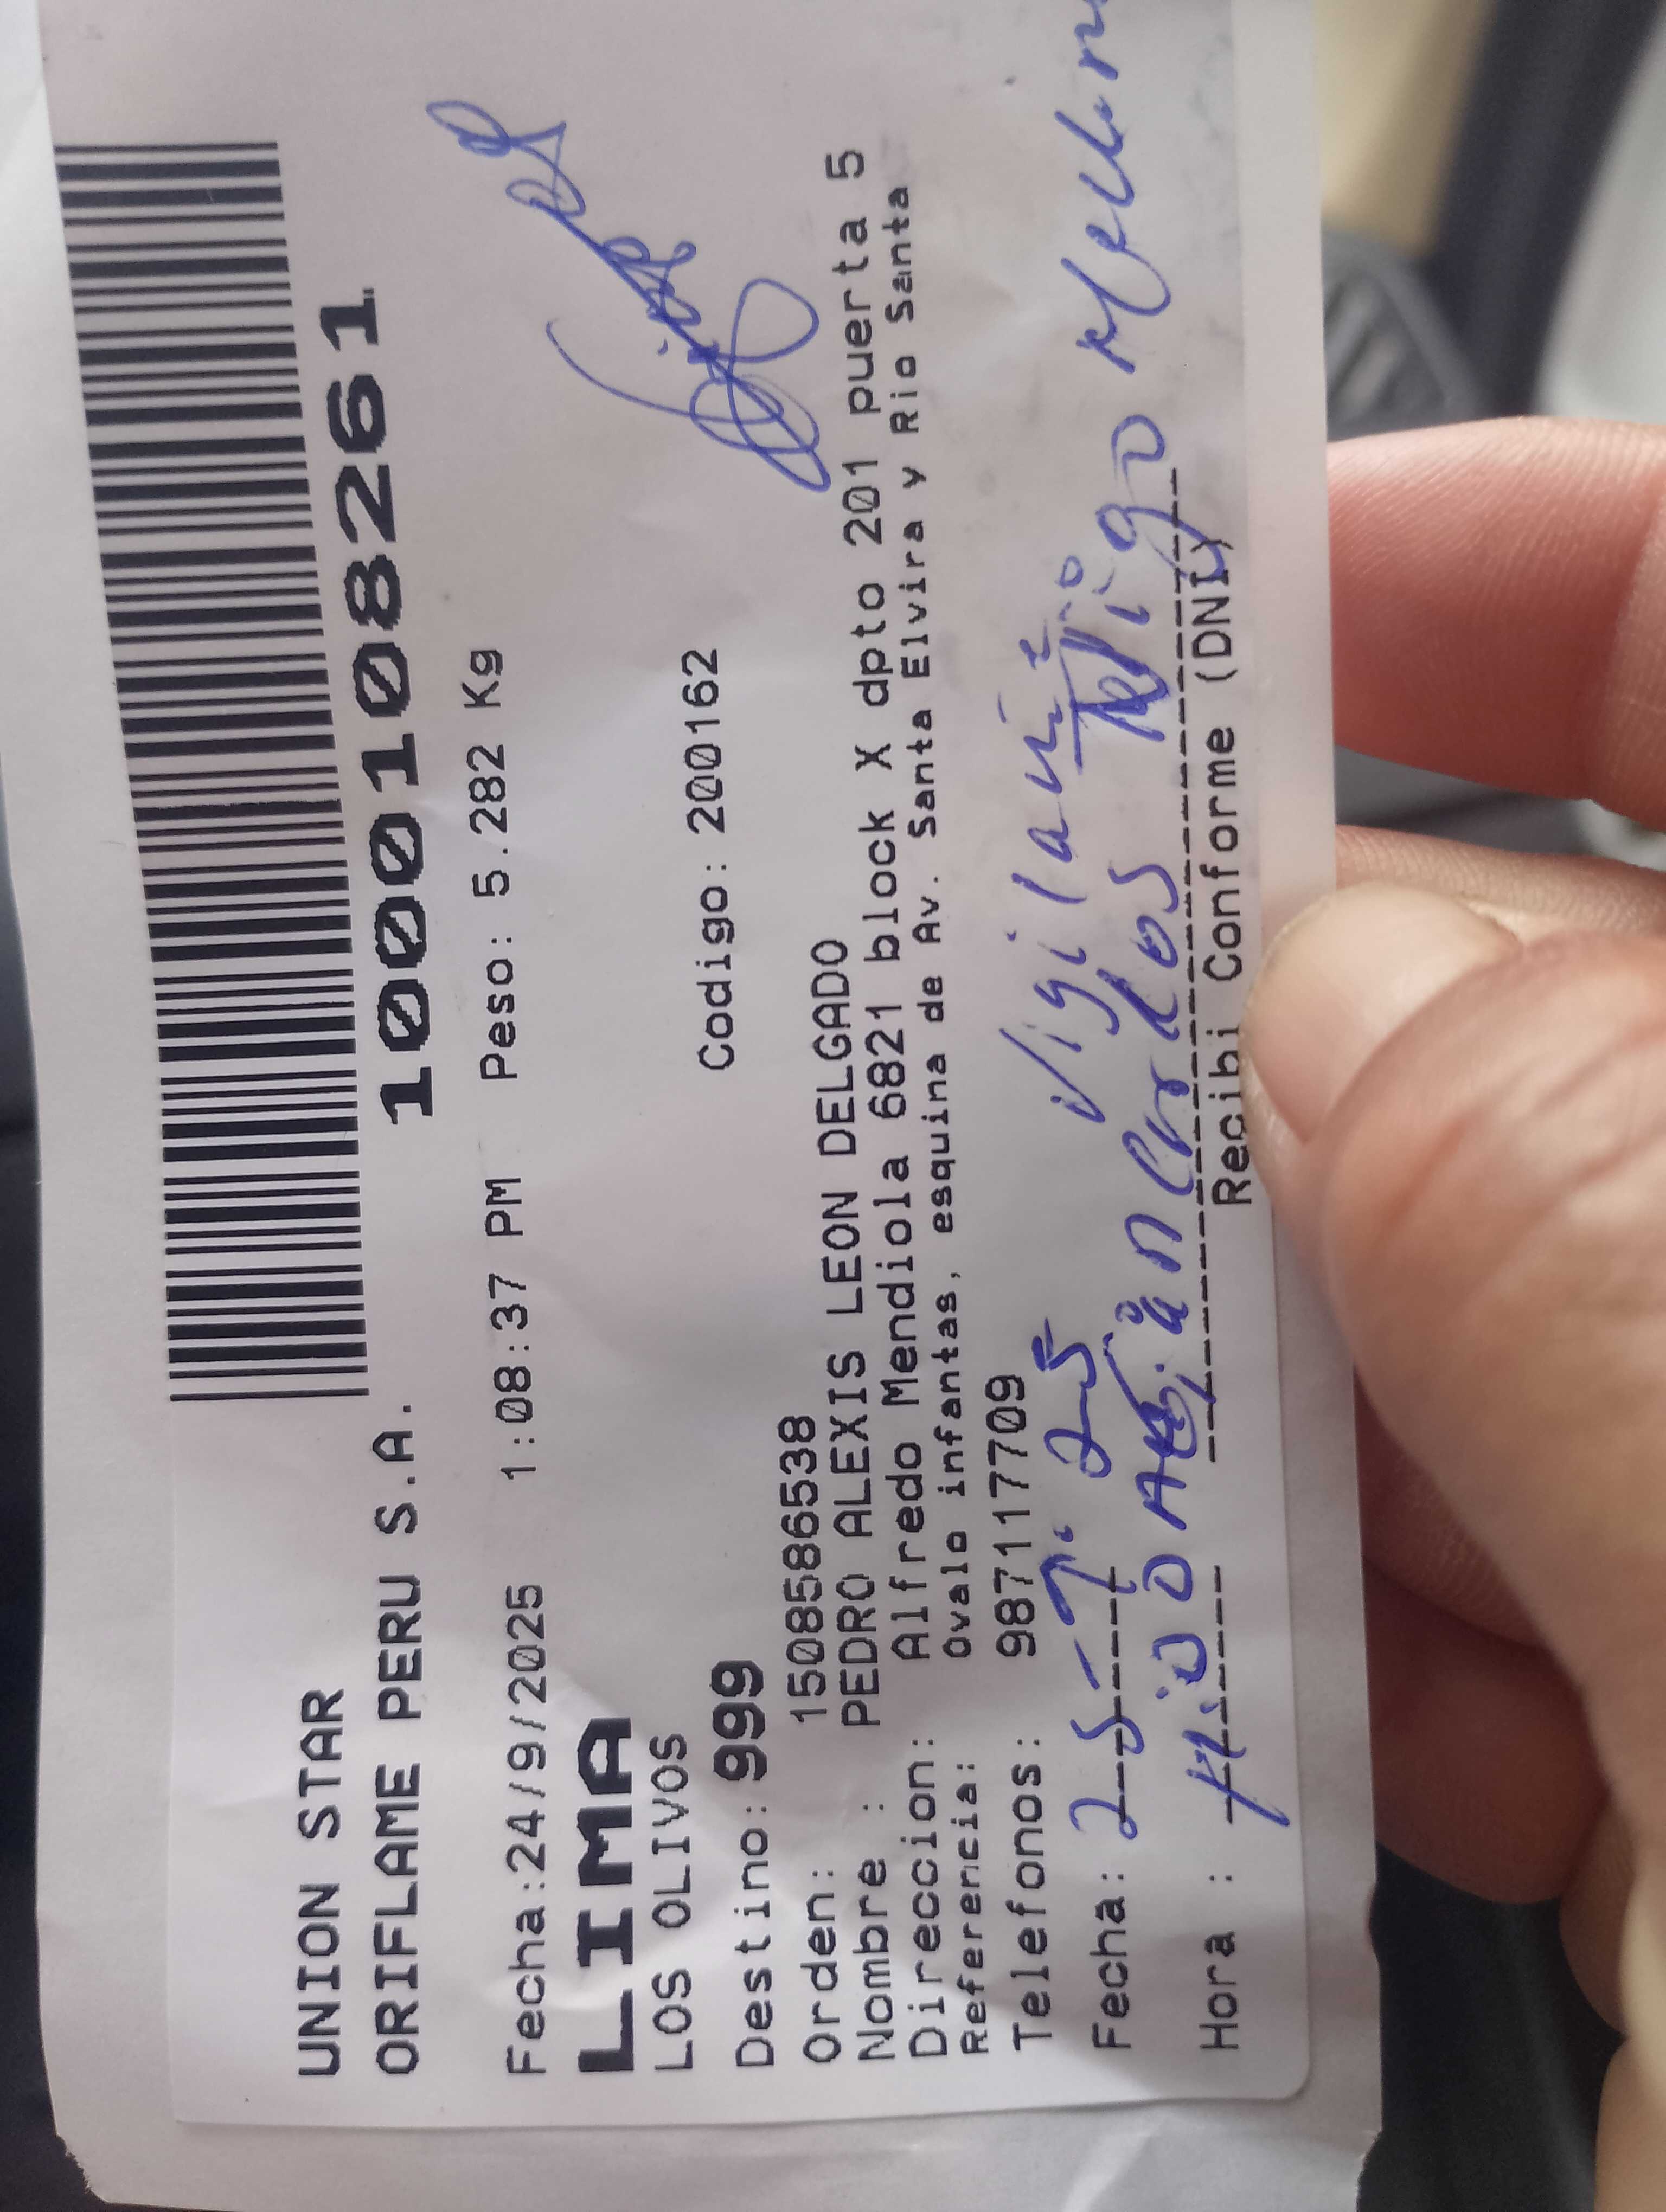 UNION STAR
ORIFLAME PERU S.A.
1000108261
Fecha:24/9/2025 1:08:37 PM Peso: 5.282 Kg
LIMA
LOS OLIVOS
Destino: 999 Codigo: 200162
Orden: 1508586538
Nombre : PEDRO ALEXIS LEON DELGADO
Direccion: Alfredo Mendiola 6821 block X dpto 201 puerta 5
Referencia: Ovalo infantas, esquina de Av. Santa Elvira y Rio Santa
Telefonos: 987117709
Fecha: 25-9-25
Hora :
Recibi Conforme (DNI)